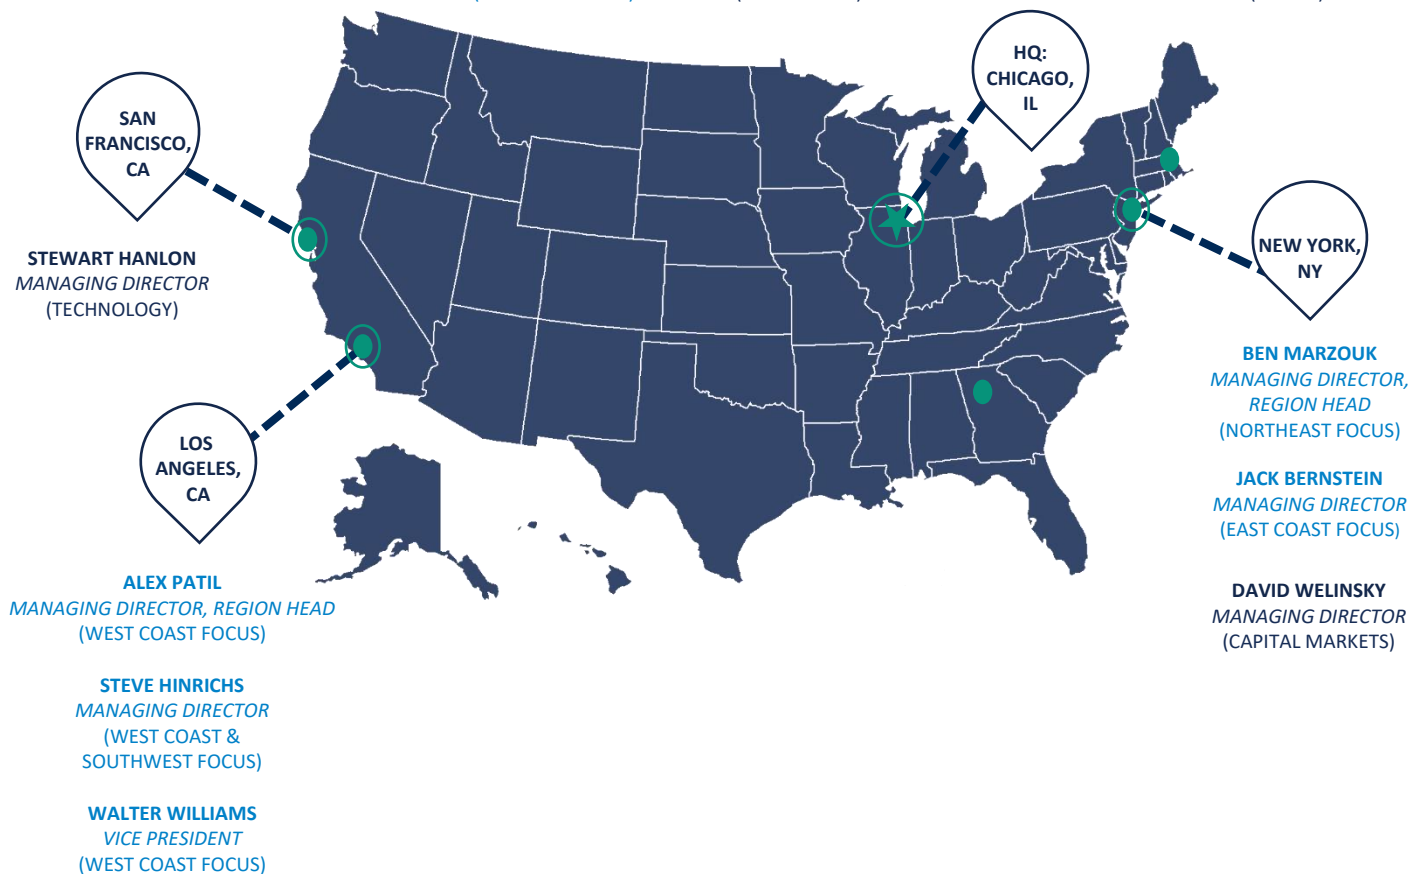 HQ:
CHICAGO,
IL
SAN
FRANCISCO,
CA
STEWART HANLON
MANAGING DIRECTOR
(TECHNOLOGY)
NEW YORK,
NY
BEN MARZOUK
MANAGING DIRECTOR,
REGION HEAD
(NORTHEAST FOCUS)
JACK BERNSTEIN
MANAGING DIRECTOR
(EAST COAST FOCUS)
DAVID WELINSKY
MANAGING DIRECTOR
(CAPITAL MARKETS)
LOS
ANGELES,
CA
ALEX PATIL
MANAGING DIRECTOR, REGION HEAD
(WEST COAST FOCUS)
STEVE HINRICHS
MANAGING DIRECTOR
(WEST COAST &
SOUTHWEST FOCUS)
WALTER WILLIAMS
VICE PRESIDENT
(WEST COAST FOCUS)